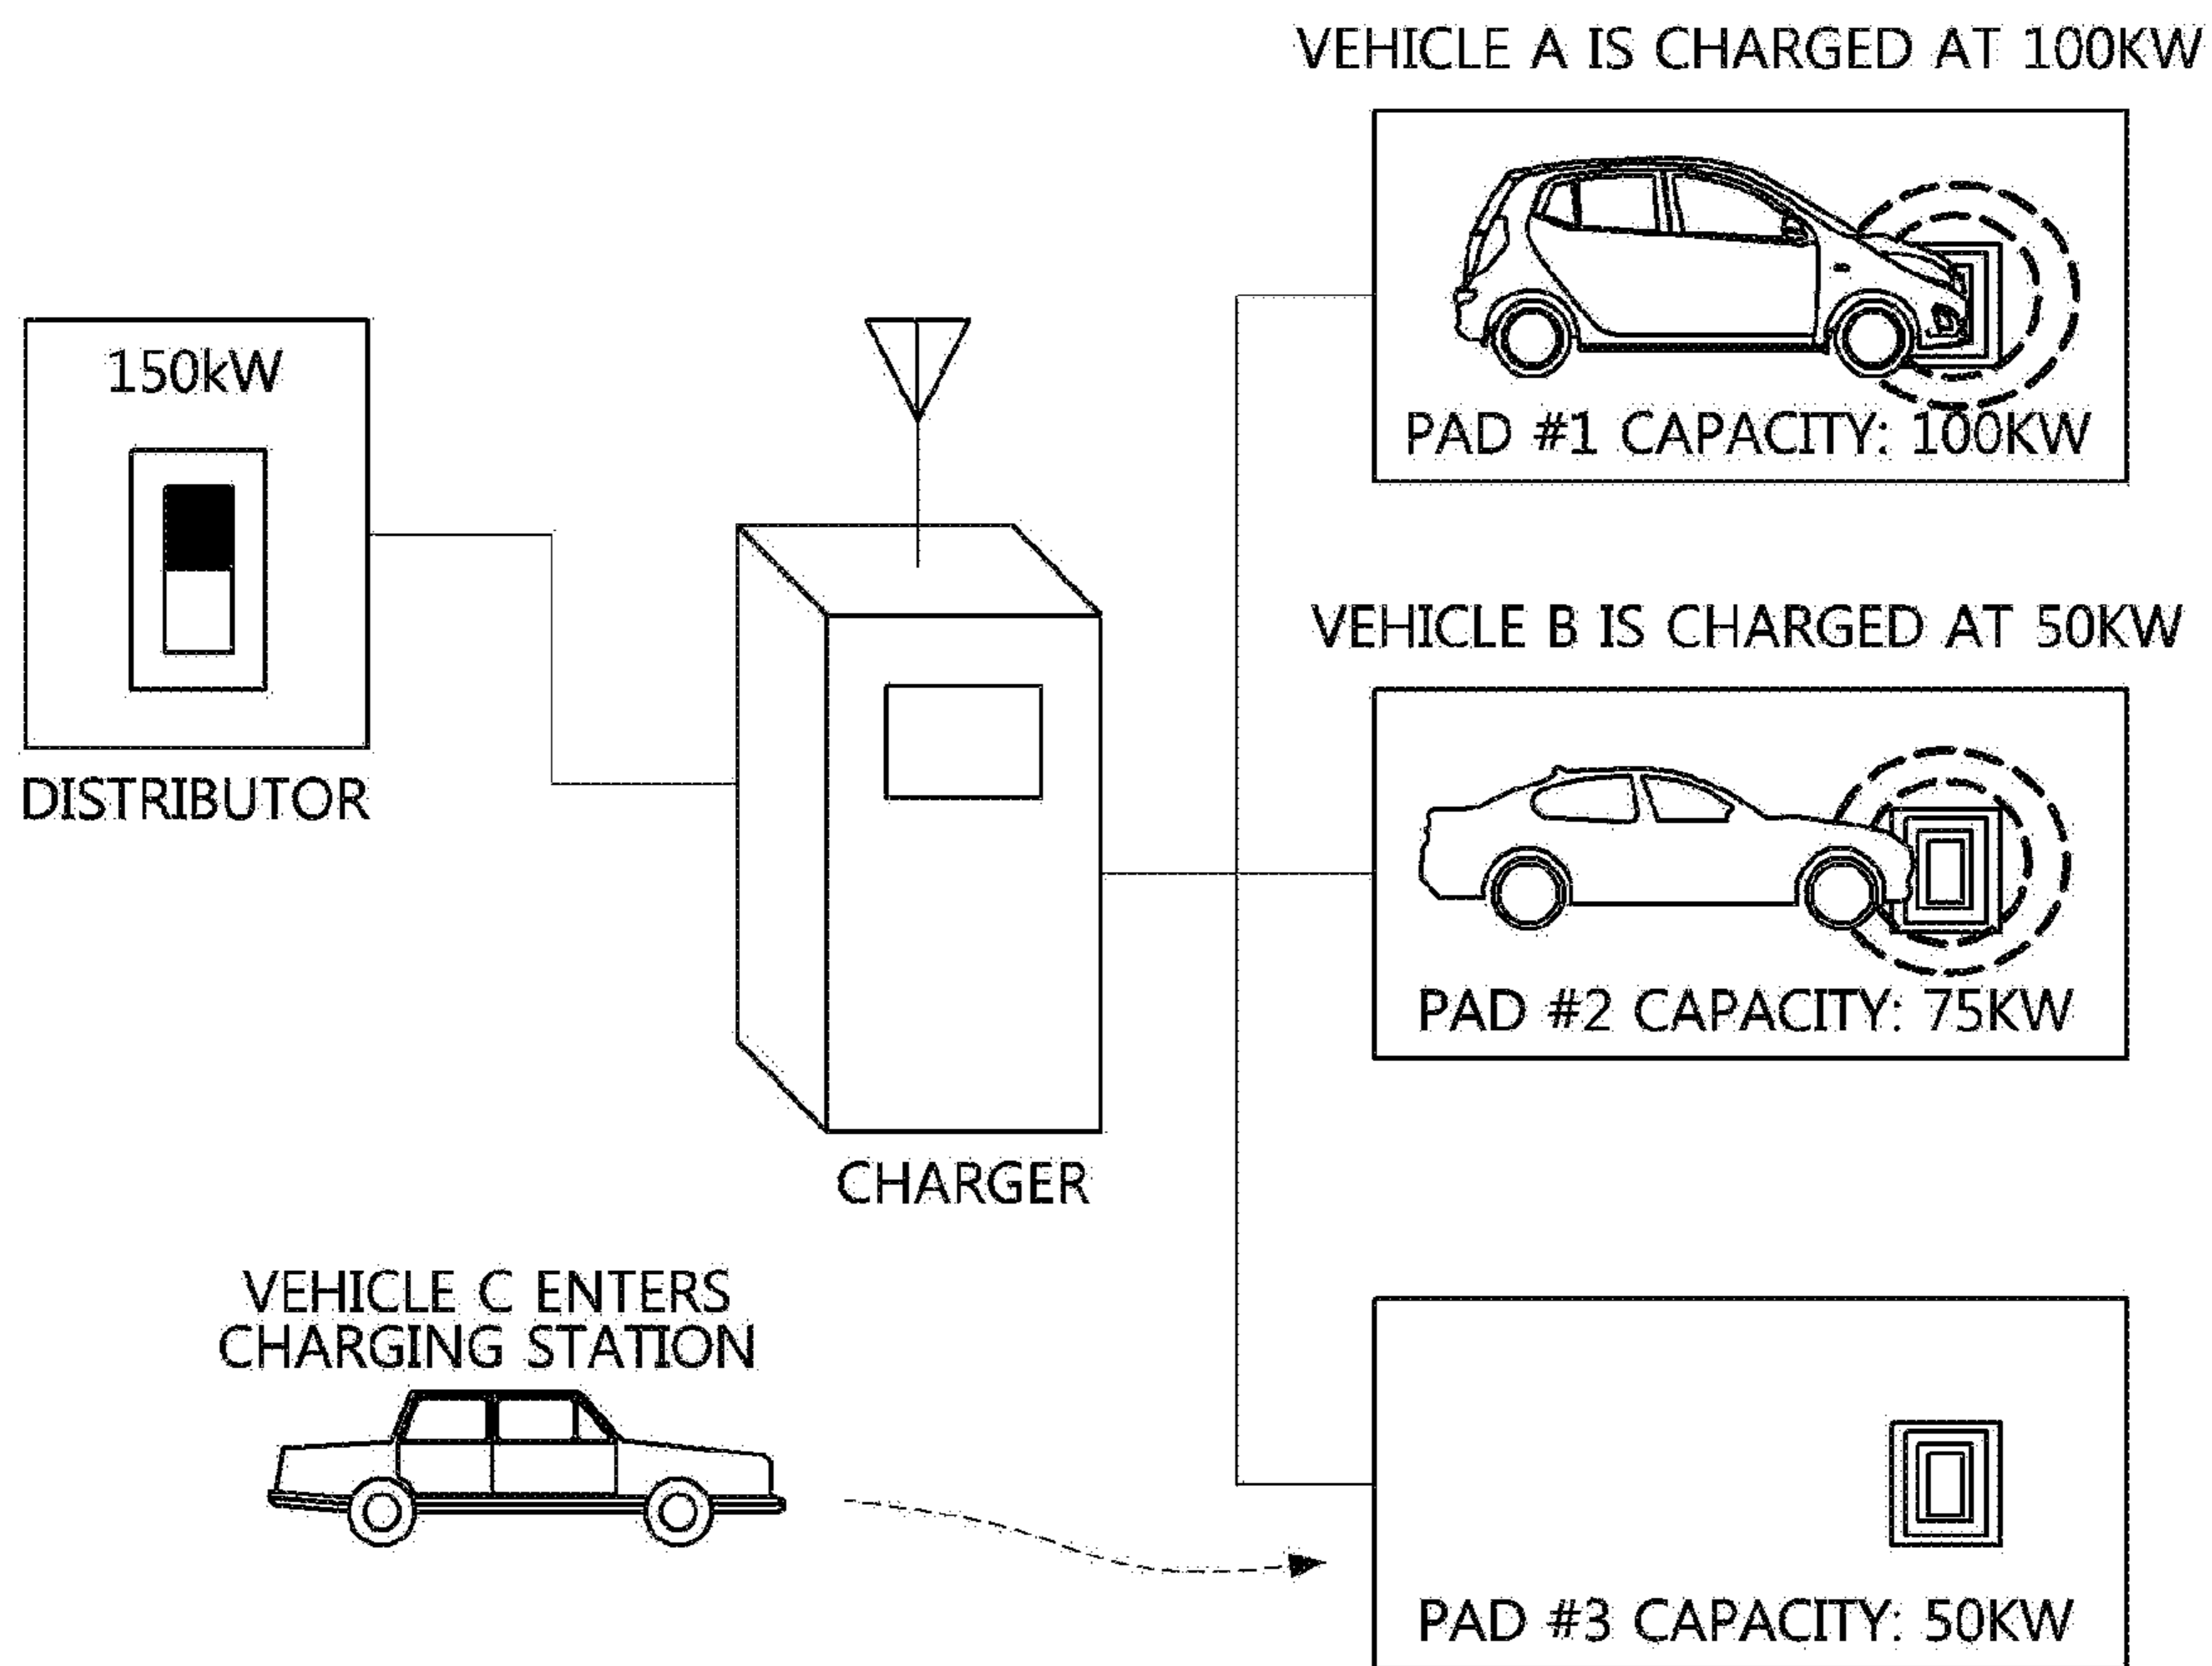 VEHICLE A IS CHARGED AT 100KW
PAD #1 CAPACITY: 100KW
150kW
DISTRIBUTOR
VEHICLE B IS CHARGED AT 50KW
PAD #2 CAPACITY: 75KW
CHARGER
VEHICLE C ENTERS
CHARGING STATION
PAD #3 CAPACITY: 50KW